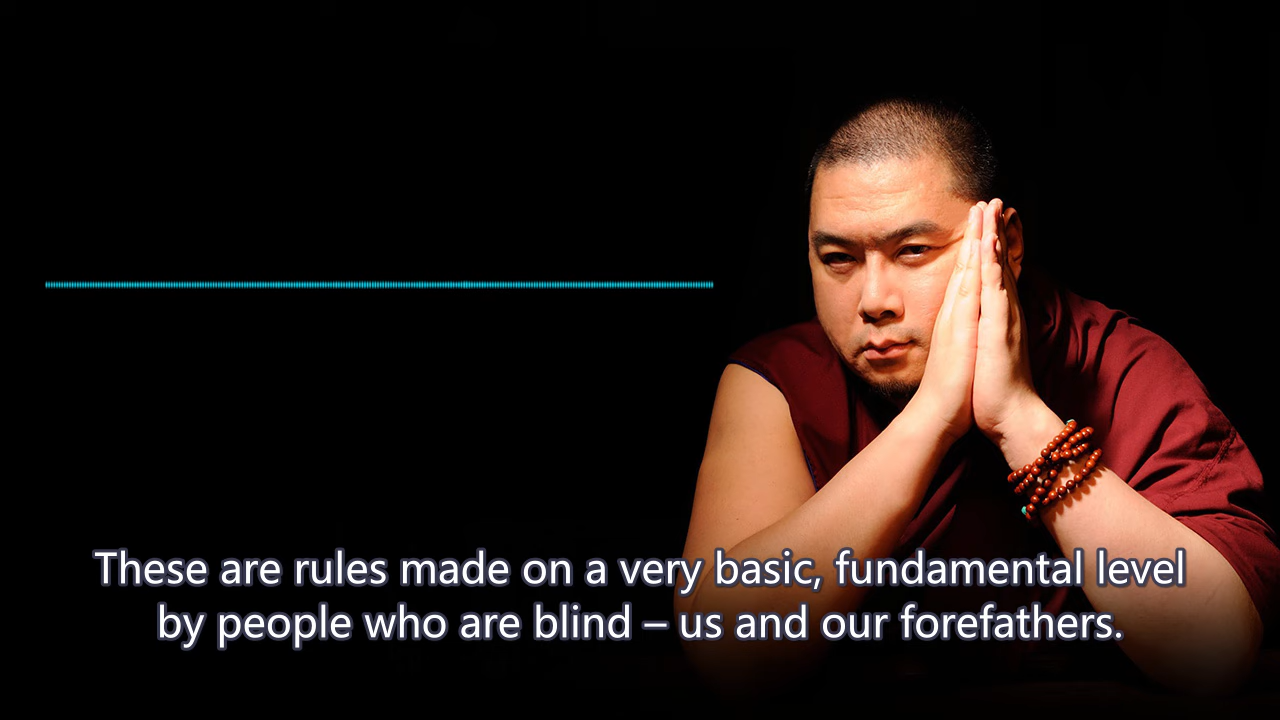 These are rules made on a very basic, fundamental level
by people who are blind – us and our forefathers.